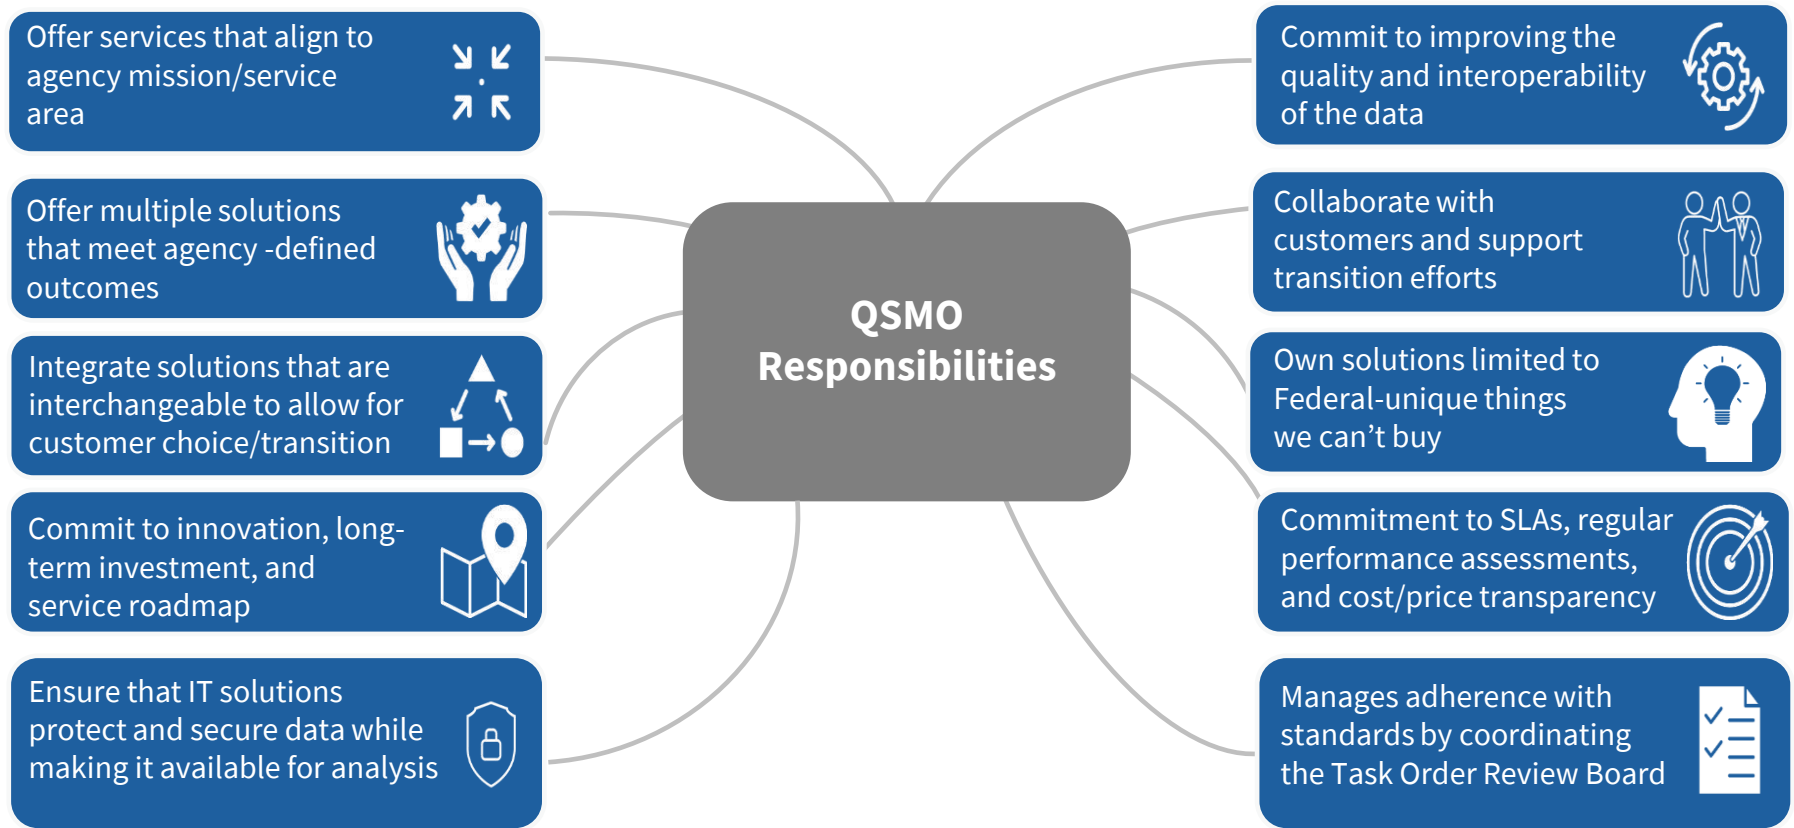 Offer services that align to
agency mission/service
area
Offer multiple solutions
that meet agency -defined
outcomes
Integrate solutions that are
interchangeable to allow for
customer choice/transition
Commit to innovation, long-
term investment, and
service roadmap
Ensure that IT solutions
protect and secure data while
making it available for analysis
QSMO
Responsibilities
Commit to improving the
quality and interoperability
of the data
Collaborate with
customers and support
transition efforts
Own solutions limited to
Federal-unique things
we can’t buy
Commitment to SLAs, regular
performance assessments,
and cost/price transparency
Manages adherence with
standards by coordinating
the Task Order Review Board